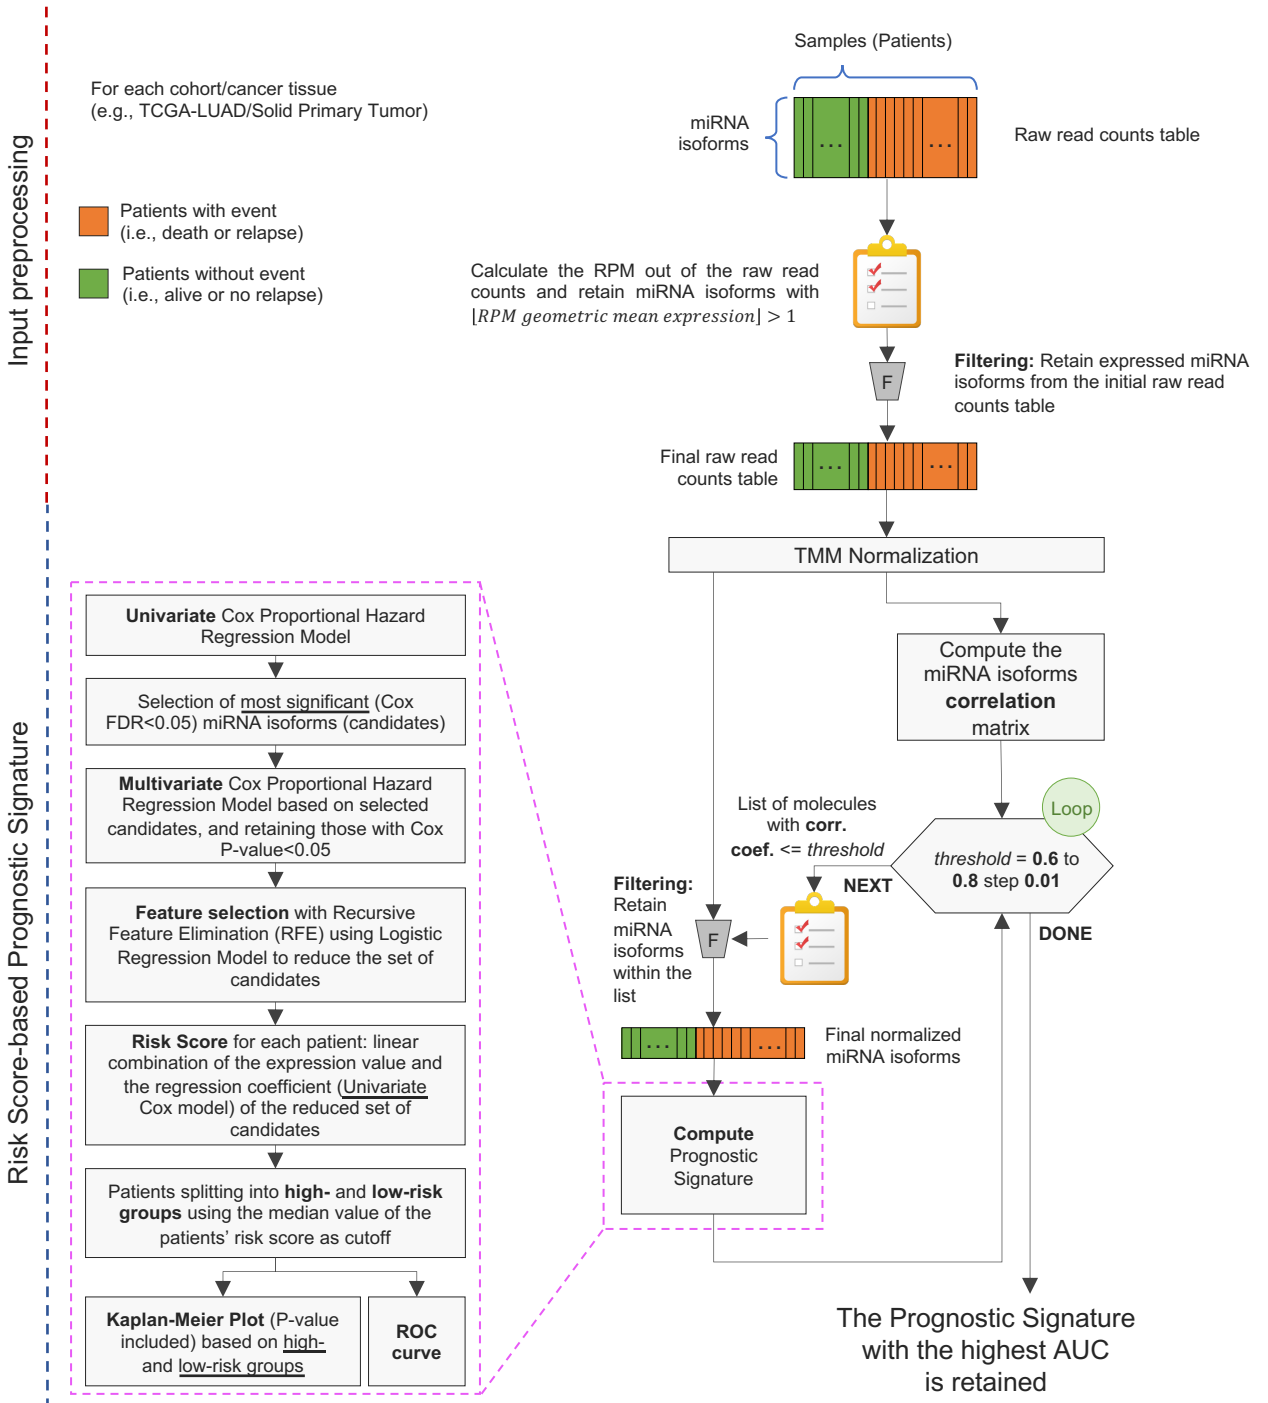 Input preprocessing
Risk Score-based Prognostic Signature
For each cohort/cancer tissue
(e.g., TCGA-LUAD/Solid Primary Tumor)
Patients with event
(i.e., death or relapse)
Patients without event
(i.e., alive or no relapse)
Samples (Patients)
miRNA
isoforms
...
...
Raw read counts table
Calculate the RPM out of the raw read
counts and retain miRNA isoforms with
⌊RPM geometric mean expression⌋ > 1
F
Filtering: Retain expressed miRNA
isoforms from the initial raw read
counts table
Final raw read
counts table
...
...
TMM Normalization
Compute the
miRNA isoforms
correlation
matrix
Loop
threshold = 0.6 to
0.8 step 0.01
NEXT
DONE
List of molecules
with corr.
coef. <= threshold
Filtering:
Retain
miRNA
isoforms
within the
list
F
...
...
Final normalized
miRNA isoforms
Compute
Prognostic
Signature
The Prognostic Signature
with the highest AUC
is retained
Univariate Cox Proportional Hazard
Regression Model
Selection of most significant (Cox
FDR<0.05) miRNA isoforms (candidates)
Multivariate Cox Proportional Hazard
Regression Model based on selected
candidates, and retaining those with Cox
P-value<0.05
Feature selection with Recursive
Feature Elimination (RFE) using Logistic
Regression Model to reduce the set of
candidates
Risk Score for each patient: linear
combination of the expression value and
the regression coefficient (Univariate
Cox model) of the reduced set of
candidates
Patients splitting into high- and low-risk
groups using the median value of the
patients' risk score as cutoff
Kaplan-Meier Plot (P-value
included) based on high-
and low-risk groups
ROC
curve